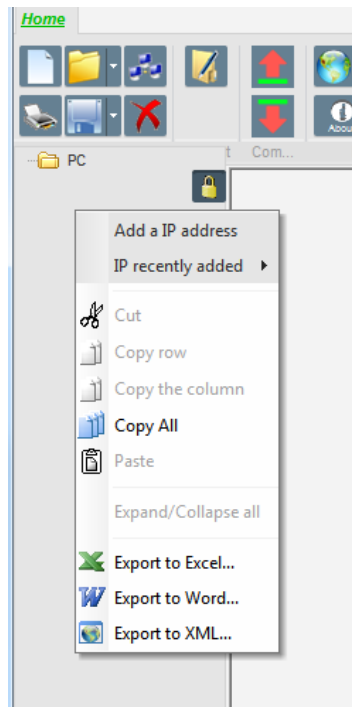 Home
t Com...
About
PC
Add a IP address
IP recently added
Cut
Copy row
Copy the column
Copy All
Paste
Expand/Collapse all
Export to Excel...
Export to Word...
Export to XML...